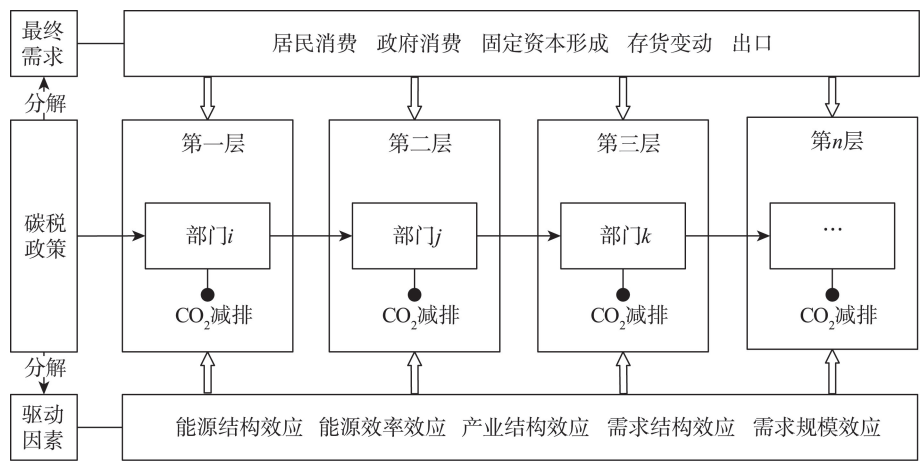 最终
需求
居民消费 政府消费 固定资本形成 存货变动 出口
分解
第一层 第二层 第三层 第n层
碳税
政策
部门i 部门j 部门k …
CO₂减排 CO₂减排 CO₂减排 CO₂减排
分解
驱动
因素
能源结构效应 能源效率效应 产业结构效应 需求结构效应 需求规模效应